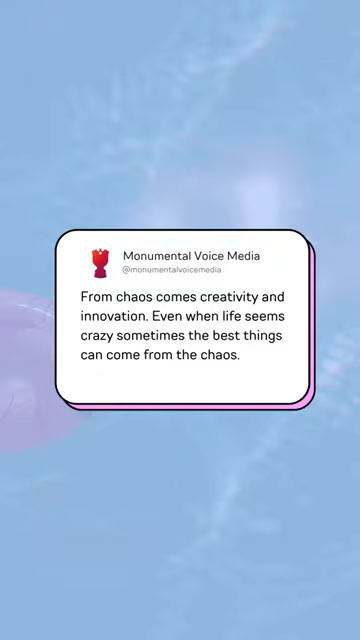 Monumental Voice Media
@monumentalvoicemedia
From chaos comes creativity and
innovation. Even when life seems
crazy sometimes the best things
can come from the chaos.